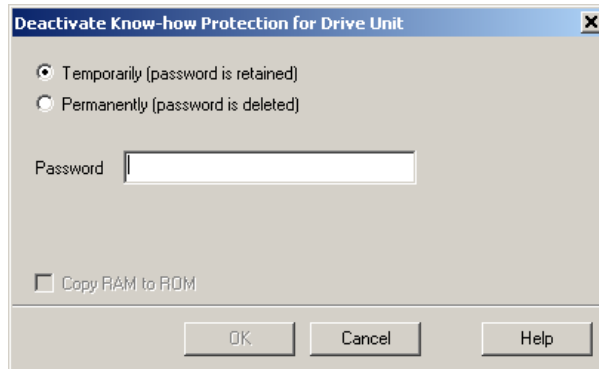 Deactivate Know-how Protection for Drive Unit
Temporarily (password is retained)
Permanently (password is deleted)
Password
Copy RAM to ROM
OK Cancel Help